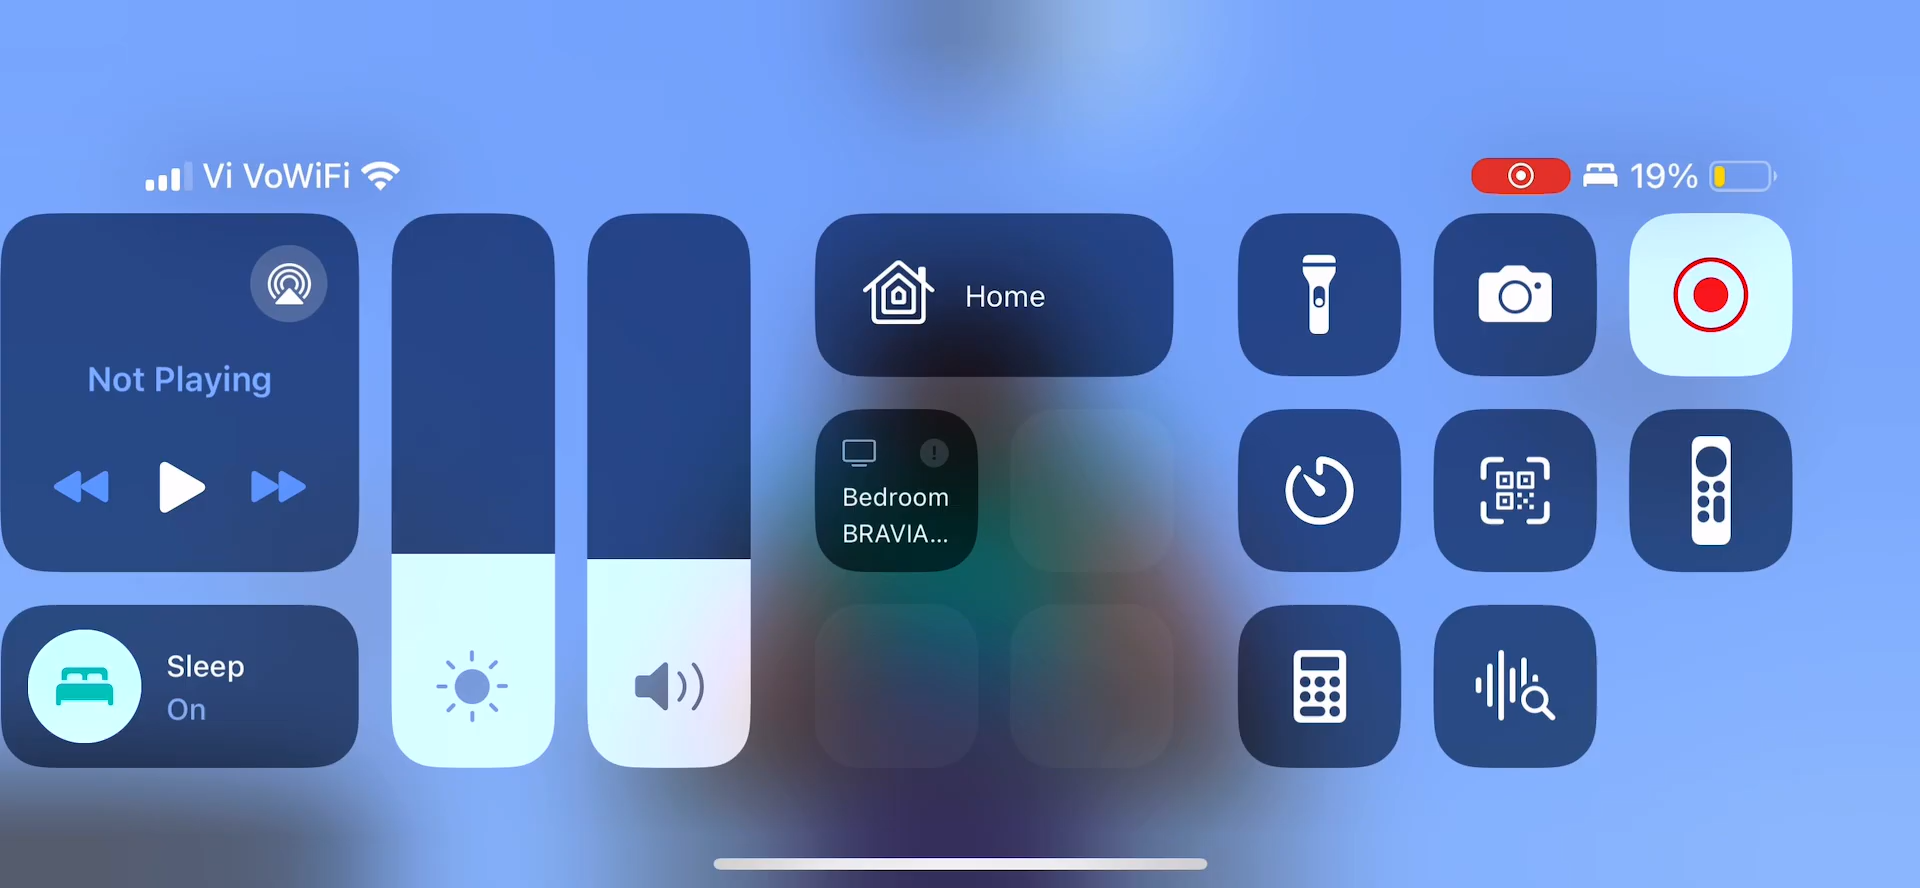 Vi VoWiFi
19%
Not Playing
Home
Bedroom
BRAVIA...
Sleep
On